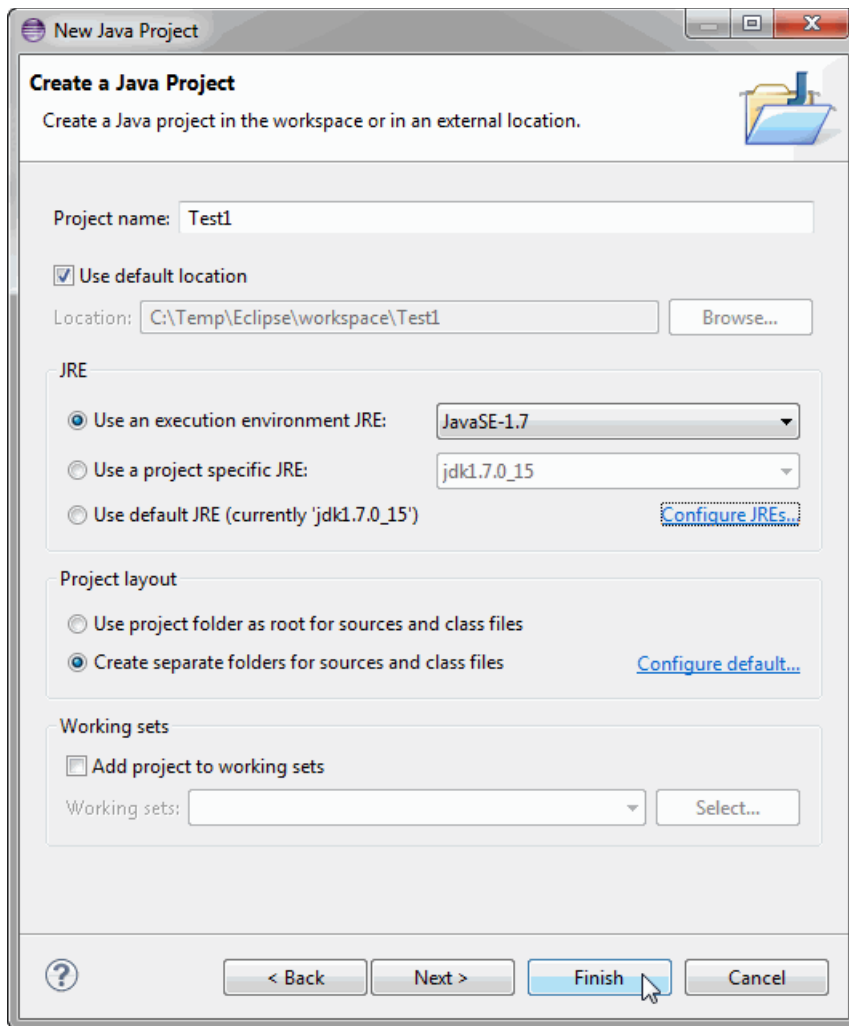 New Java Project
Create a Java Project
Create a Java project in the workspace or in an external location.
Project name: Test1
Use default location
Location: C:\Temp\Eclipse\workspace\Test1 Browse...
JRE
Use an execution environment JRE: JavaSE-1.7
Use a project specific JRE: jdk1.7.0_15
Use default JRE (currently 'jdk1.7.0_15') Configure JREs...
Project layout
Use project folder as root for sources and class files
Create separate folders for sources and class files Configure default...
Working sets
Add project to working sets
Working sets: Select...
? < Back Next > Finish Cancel